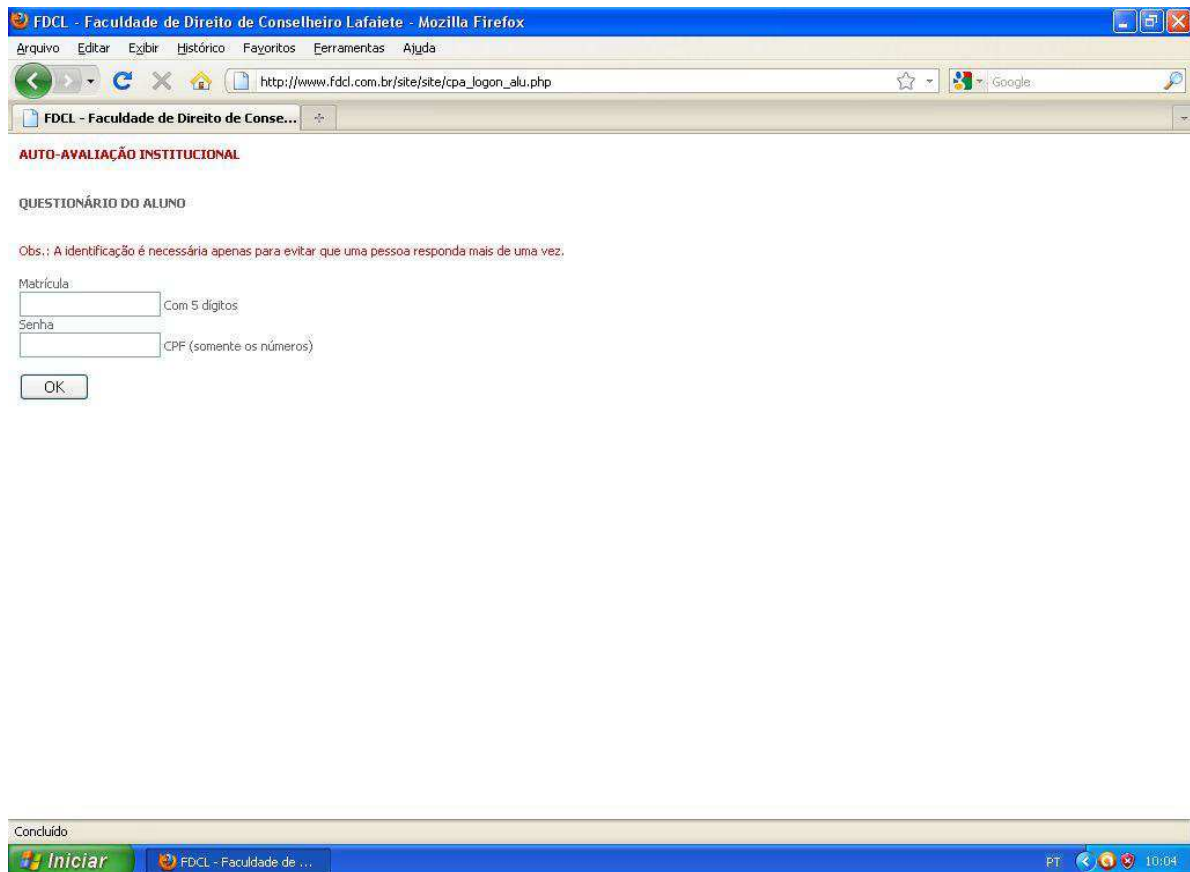 FDCL - Faculdade de Direito de Conselheiro Lafaiete - Mozilla Firefox
Arquivo Editar Exibir Histórico Favoritos Ferramentas Ajuda
http://www.fdcl.com.br/site/site/cpa_logon_alu.php Google
FDCL - Faculdade de Direito de Conse...
AUTO-AVALIAÇÃO INSTITUCIONAL
QUESTIONÁRIO DO ALUNO
Obs.: A identificação é necessária apenas para evitar que uma pessoa responda mais de uma vez.
Matrícula
Com 5 dígitos
Senha
CPF (somente os números)
OK
Concluído
Iniciar FDCL - Faculdade de ... PT 10:04